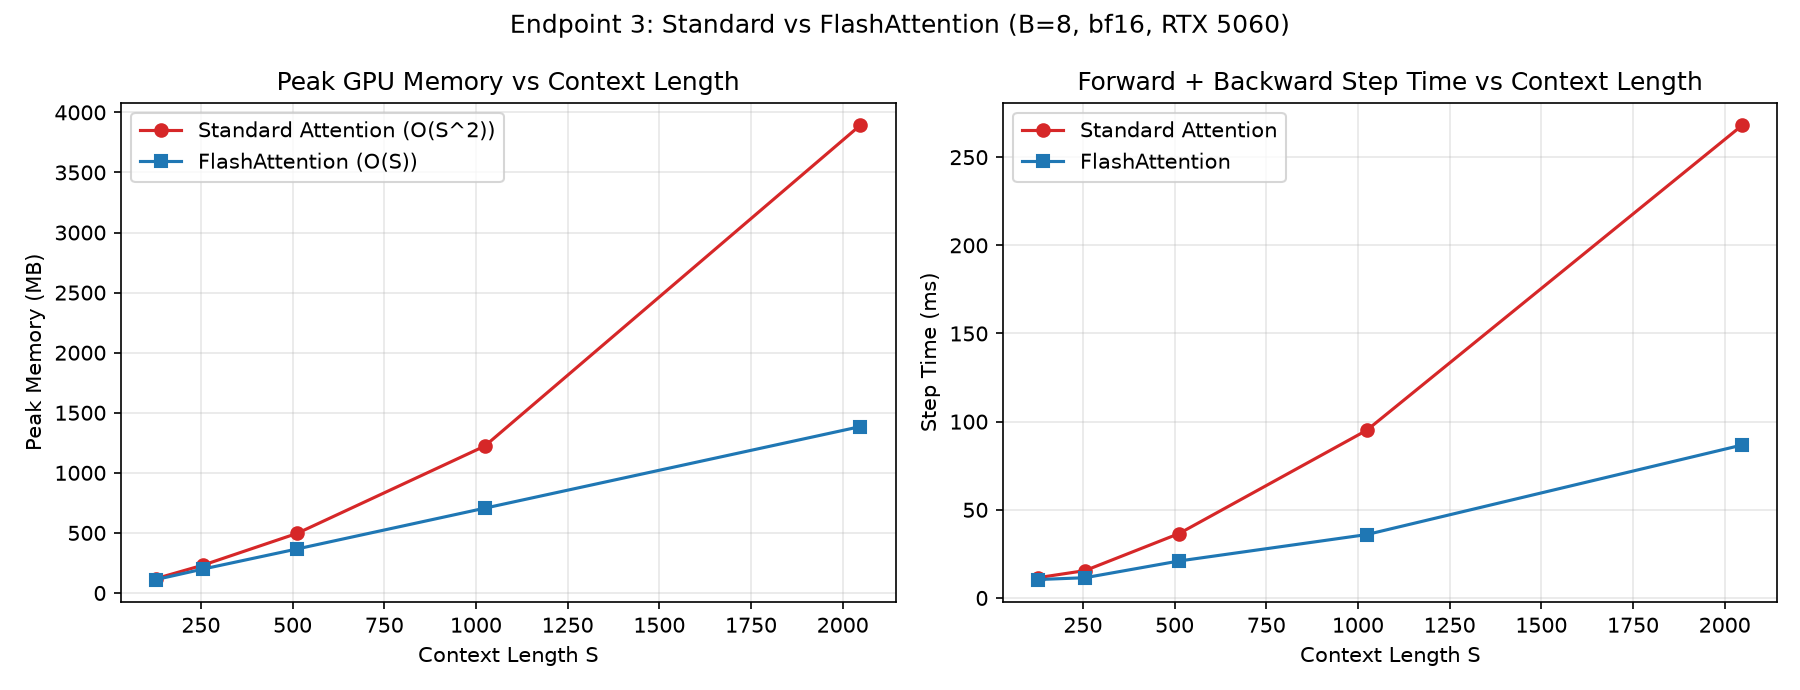 Endpoint 3: Standard vs FlashAttention (B=8, bf16, RTX 5060)
Peak GPU Memory vs Context Length
Standard Attention (O(S^2))
FlashAttention (O(S))
Peak Memory (MB)
4000
3500
3000
2500
2000
1500
1000
500
0
250
500
750
1000
1250
1500
1750
2000
Context Length S
Forward + Backward Step Time vs Context Length
Standard Attention
FlashAttention
Step Time (ms)
250
200
150
100
50
0
250
500
750
1000
1250
1500
1750
2000
Context Length S